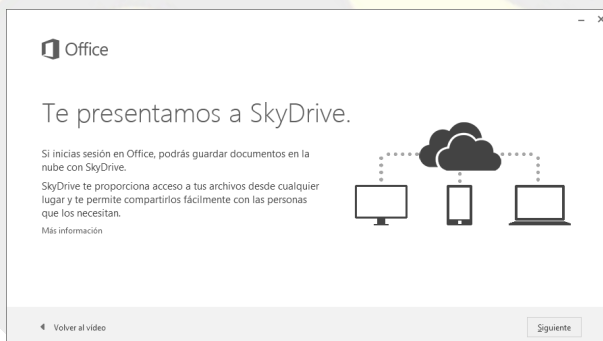 Office
Te presentamos a SkyDrive.
Si inicias sesión en Office, podrás guardar documentos en la
nube con SkyDrive.
SkyDrive te proporciona acceso a tus archivos desde cualquier
lugar y te permite compartirlos fácilmente con las personas
que los necesitan.
Más información
Volver al vídeo
Siguiente